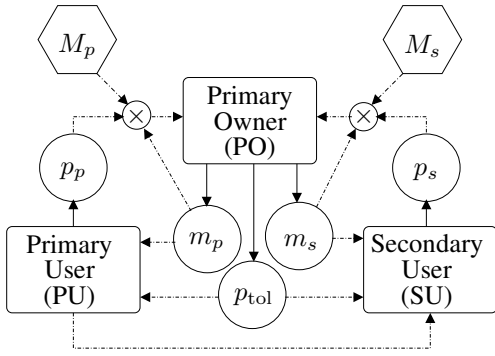 M_p
M_s
×
×
Primary
Owner
(PO)
p_p
p_s
m_p
m_s
Primary
User
(PU)
p_tol
Secondary
User
(SU)